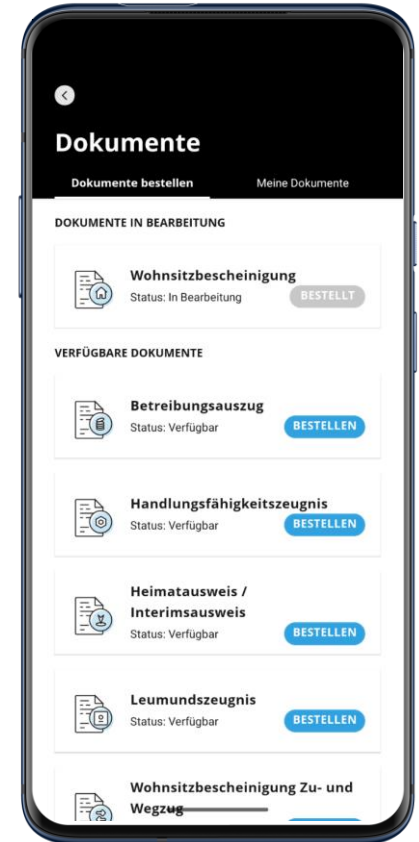 Dokumente
Dokumente bestellen
Meine Dokumente
DOKUMENTE IN BEARBEITUNG
Wohnsitzbescheinigung
Status: In Bearbeitung
BESTELLT
VERFÜGBARE DOKUMENTE
Betreibungsauszug
Status: Verfügbar
BESTELLEN
Handlungsfähigkeitszeugnis
Status: Verfügbar
BESTELLEN
Heimatausweis /
Interimsausweis
Status: Verfügbar
BESTELLEN
Leumundszeugnis
Status: Verfügbar
BESTELLEN
Wohnsitzbescheinigung Zu- und
Wegzug